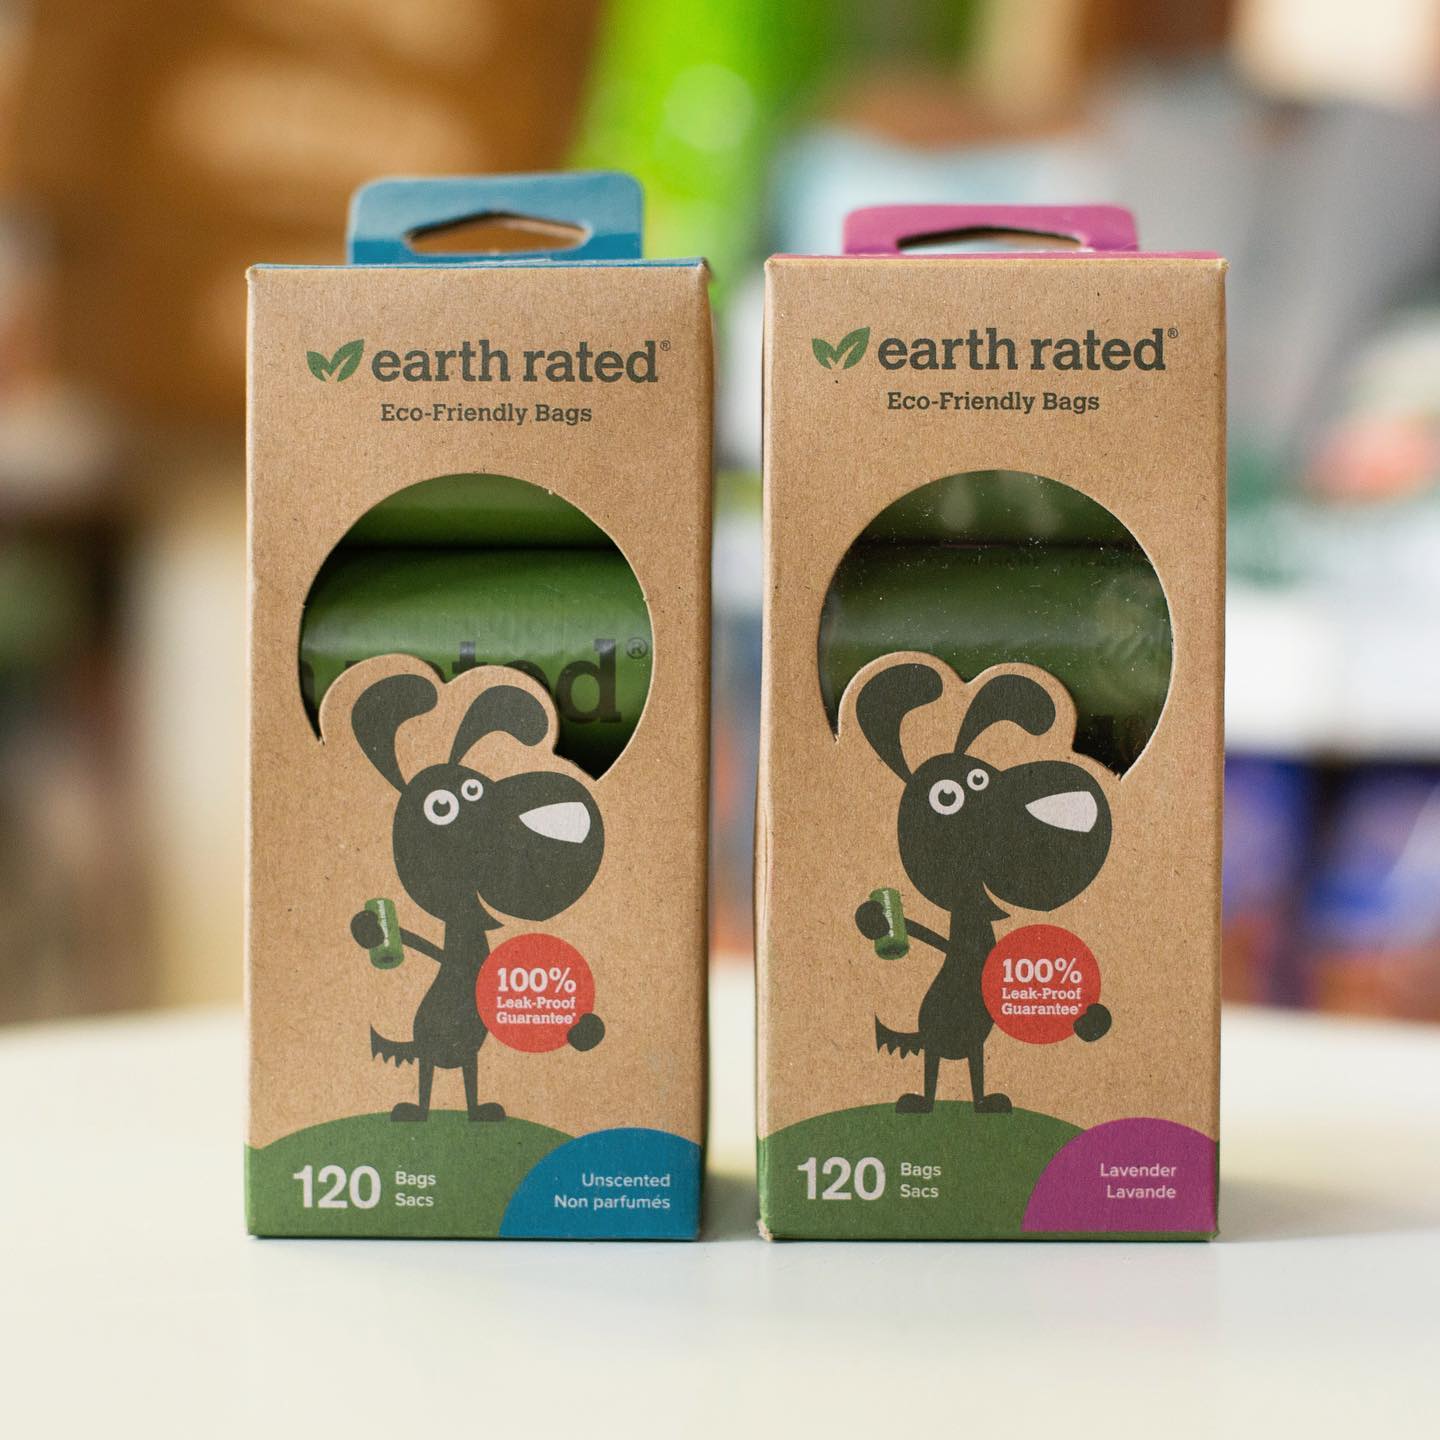 earth rated®
Eco-Friendly Bags
rated®
100%
Leak-Proof
Guarantee*
120 Bags
Sacs
Unscented
Non parfumés
earth rated®
Eco-Friendly Bags
100%
Leak-Proof
Guarantee*
120 Bags
Sacs
Lavender
Lavande